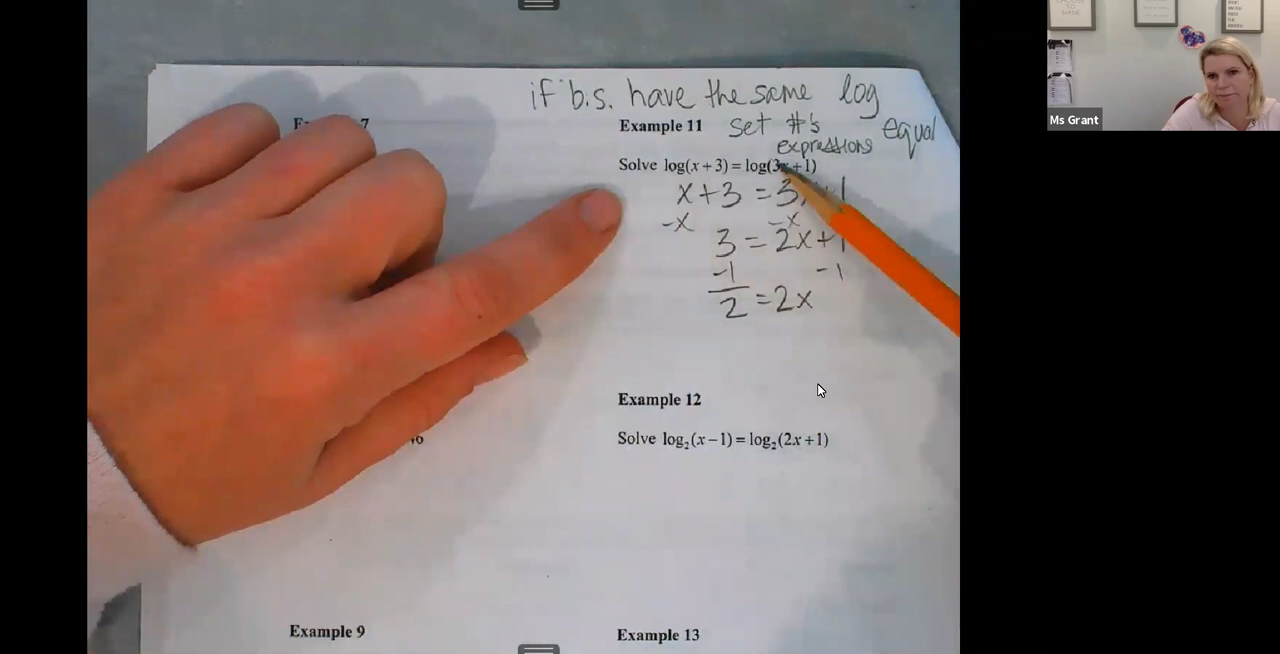 if b.s. have the same log
Example 11
set #'s equal
expressions
Solve log(x+3) = log(3x+1)
x+3 = 3x+1
-x -x
3 = 2x+1
-1 -1
2 = 2x
Example 12
Solve log₂(x−1) = log₂(2x+1)
Example 9
Example 13
Ms Grant